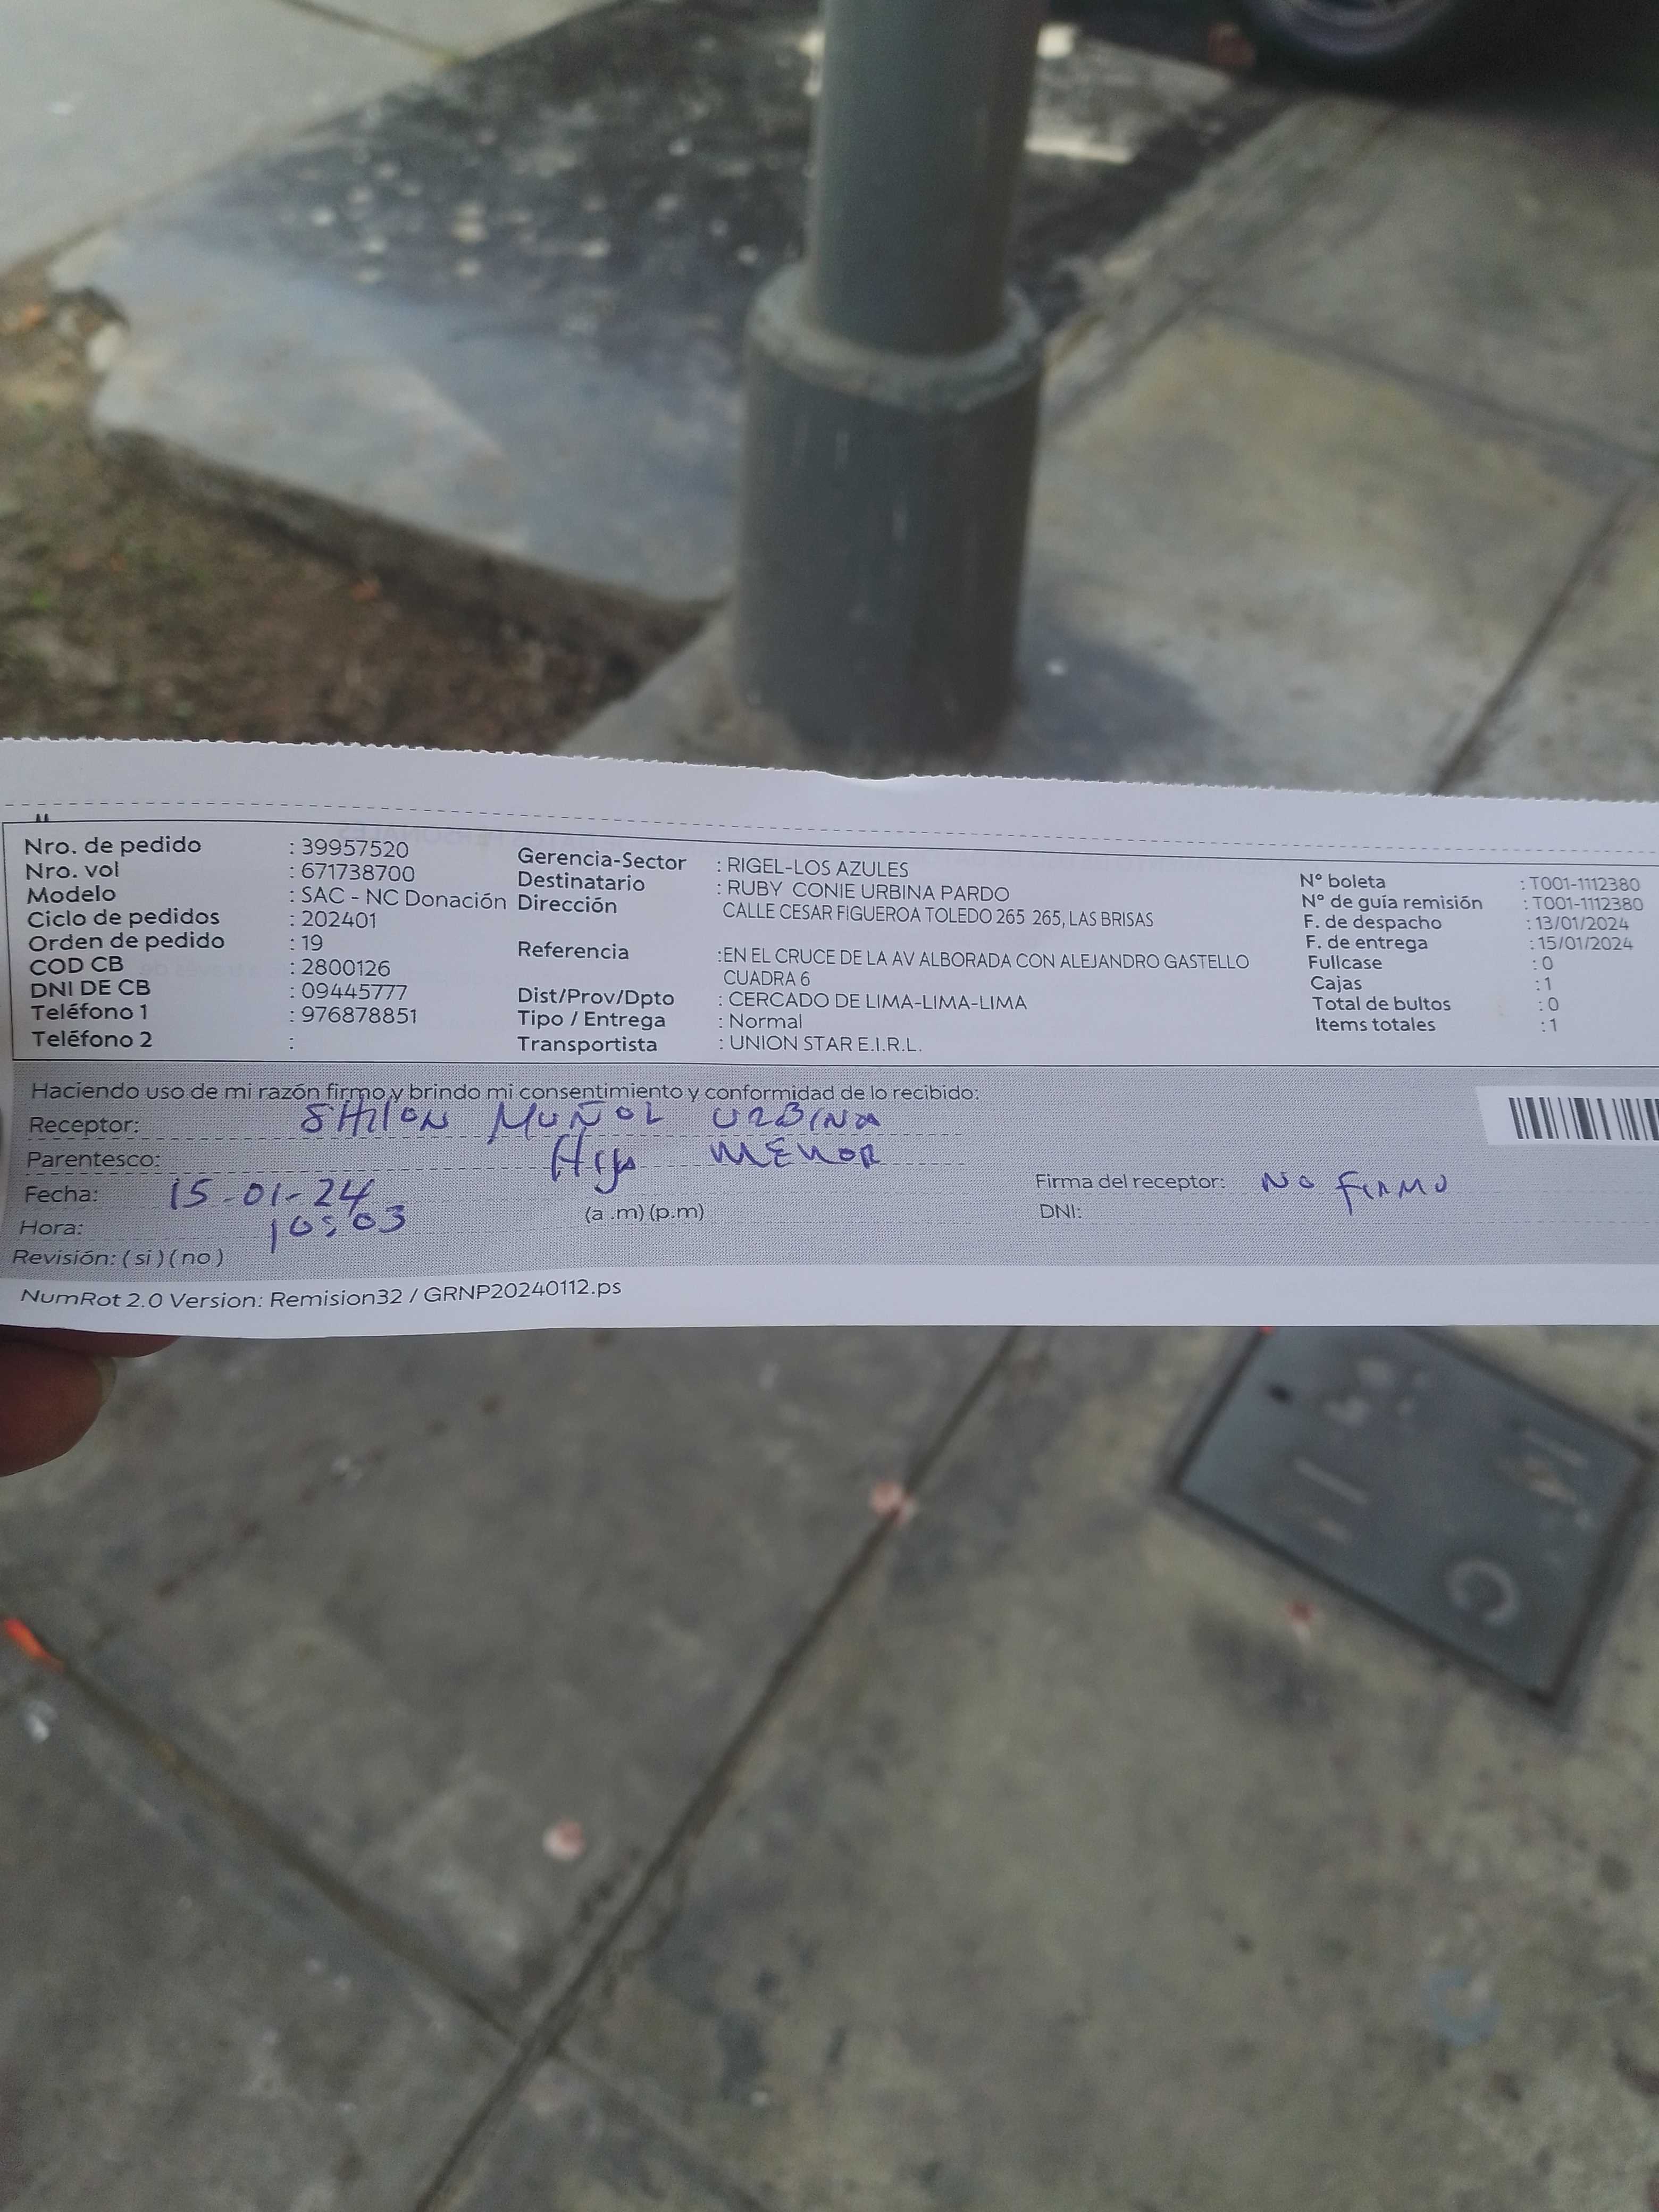 Nro. de pedido : 39957520
Nro. vol : 671738700
Modelo : SAC - NC Donación
Ciclo de pedidos : 202401
Orden de pedido : 19
COD CB : 2800126
DNI DE CB : 09445777
Teléfono 1 : 976878851
Teléfono 2 :
Gerencia-Sector : RIGEL-LOS AZULES
Destinatario : RUBY CONIE URBINA PARDO
Dirección CALLE CESAR FIGUEROA TOLEDO 265 265, LAS BRISAS
Referencia :EN EL CRUCE DE LA AV ALBORADA CON ALEJANDRO GASTELLO
CUADRA 6
Dist/Prov/Dpto : CERCADO DE LIMA-LIMA-LIMA
Tipo / Entrega : Normal
Transportista : UNION STAR E.I.R.L.
N° boleta : T001-1112380
N° de guía remisión : T001-1112380
F. de despacho : 13/01/2024
F. de entrega : 15/01/2024
Fullcase : 0
Cajas : 1
Total de bultos : 0
Items totales : 1
Haciendo uso de mi razón firmo y brindo mi consentimiento y conformidad de lo recibido:
Receptor: MUÑOZ URBINA
Parentesco: Hijo MENOR
Fecha: 15-01-24
Hora: 10:03 (a .m) (p.m)
Revisión: ( si ) ( no )
Firma del receptor: NO FIRMO
DNI:
NumRot 2.0 Version: Remision32 / GRNP20240112.ps